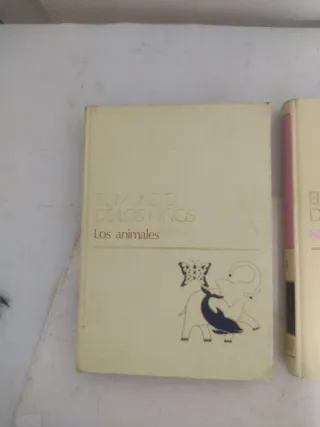 EL MUNDO
DE LOS NIÑOS
Los animales